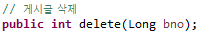 // 게시글 삭제
public int delete(Long bno);